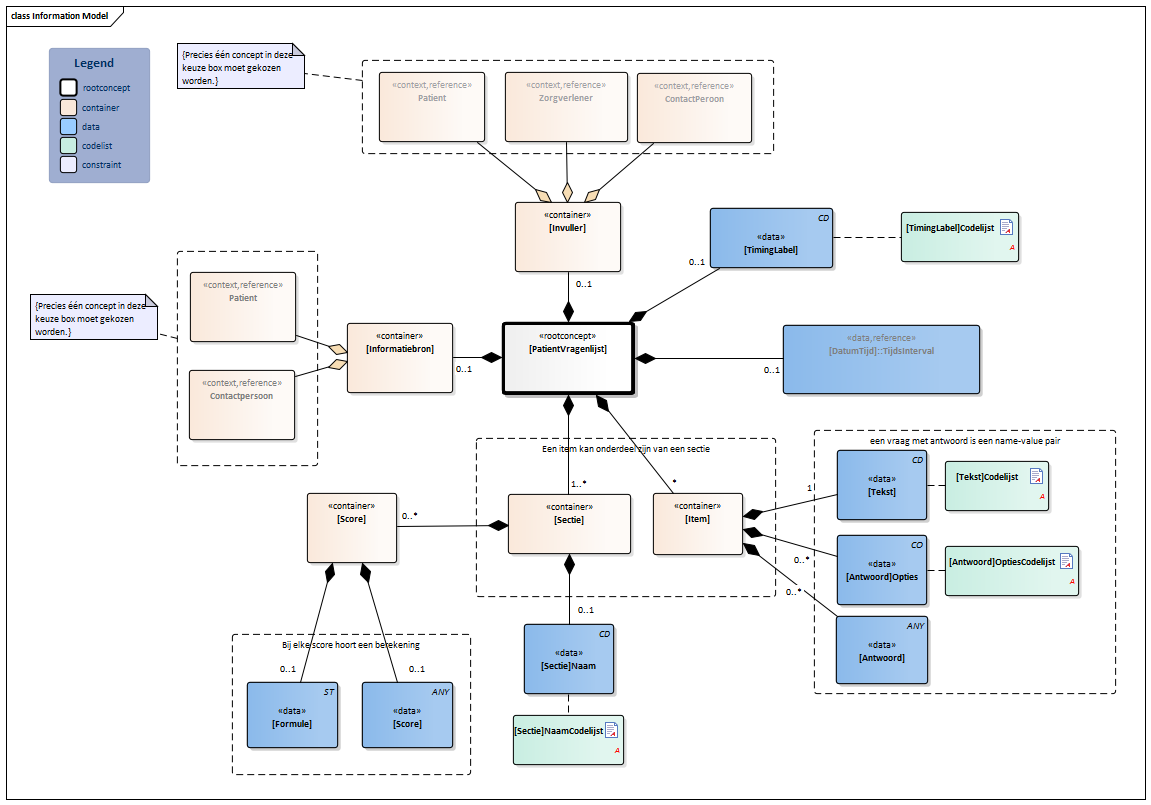 class Information Model
Legend
rootconcept
container
data
codelist
constraint
{Precies één concept in deze
keuze box moet gekozen
worden.}
«context,reference»
Patient
«context,reference»
Zorgverlener
«context,reference»
ContactPeroon
«container»
[Invuller]
0..1
CD
«data»
[TimingLabel]
0..1
[TimingLabel]Codelijst
A
{Precies één concept in deze
keuze box moet gekozen
worden.}
«context,reference»
Patient
«context,reference»
Contactpersoon
«container»
[Informatiebron]
0..1
«rootconcept»
[PatientVragenlijst]
«data,reference»
[DatumTijd]::TijdsInterval
0..1
Een item kan onderdeel zijn van een sectie
1..*
*
«container»
[Score]
0..*
«container»
[Sectie]
«container»
[Item]
een vraag met antwoord is een name-value pair
1
CD
«data»
[Tekst]
[Tekst]Codelijst
A
0..*
CO
«data»
[Antwoord]Opties
[Antwoord]OptiesCodelijst
A
0..*
ANY
«data»
[Antwoord]
0..1
CD
«data»
[Sectie]Naam
[Sectie]NaamCodelijst
A
Bij elke score hoort een berekening
0..1
0..1
ST
«data»
[Formule]
ANY
«data»
[Score]